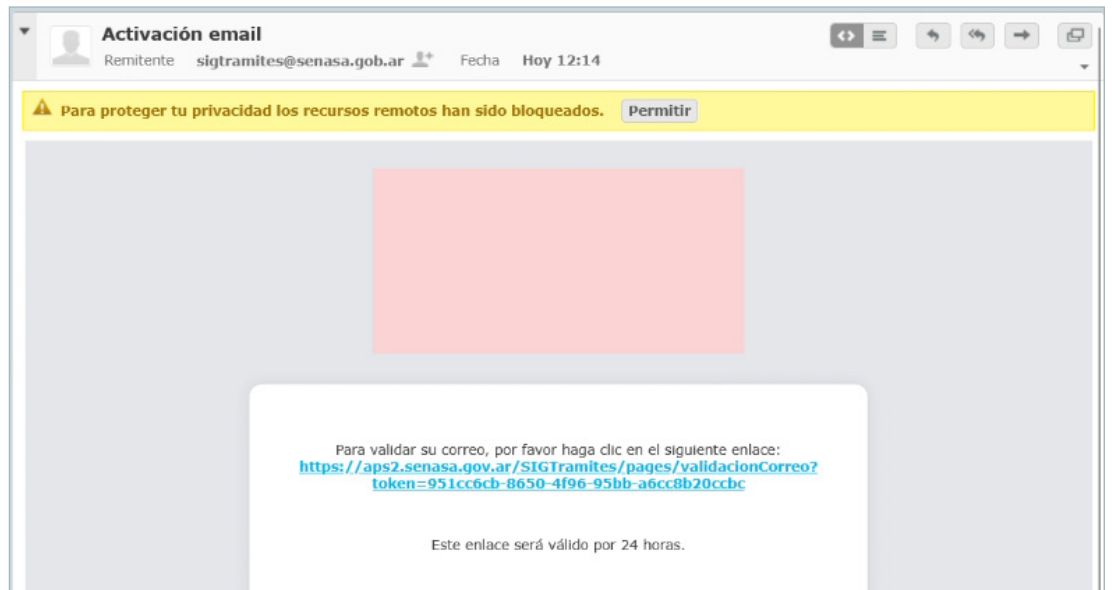 Activación email
Remitente sigtramites@senasa.gob.ar Fecha Hoy 12:14
Para proteger tu privacidad los recursos remotos han sido bloqueados. Permitir
Para validar su correo, por favor haga clic en el siguiente enlace:
https://aps2.senasa.gov.ar/SIGTramites/pages/validacionCorreo?
token=951cc6cb-8650-4f96-95bb-a6cc8b20ccbc
Este enlace será válido por 24 horas.